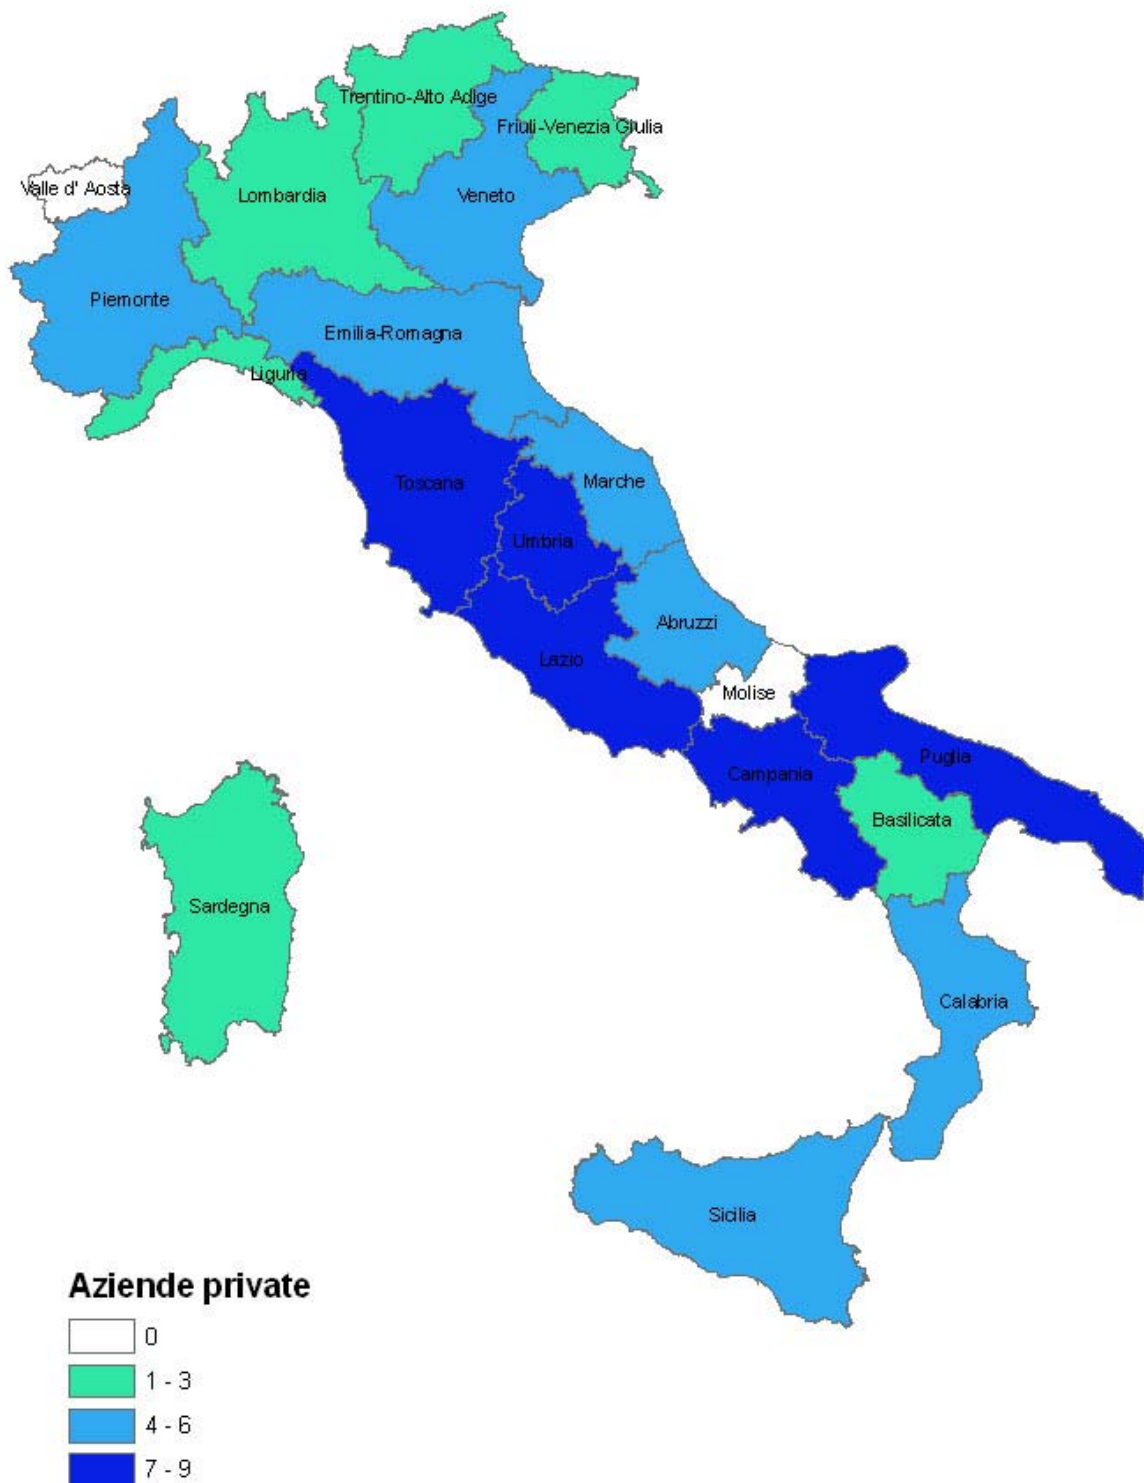 Trentino-Alto Adige
Friuli-Venezia Giulia
Valle d' Aosta
Lombardia
Veneto
Piemonte
Emilia-Romagna
Liguria
Toscana
Marche
Umbria
Abruzzi
Lazio
Molise
Puglia
Campania
Basilicata
Sardegna
Calabria
Sicilia
Aziende private
0
1 - 3
4 - 6
7 - 9